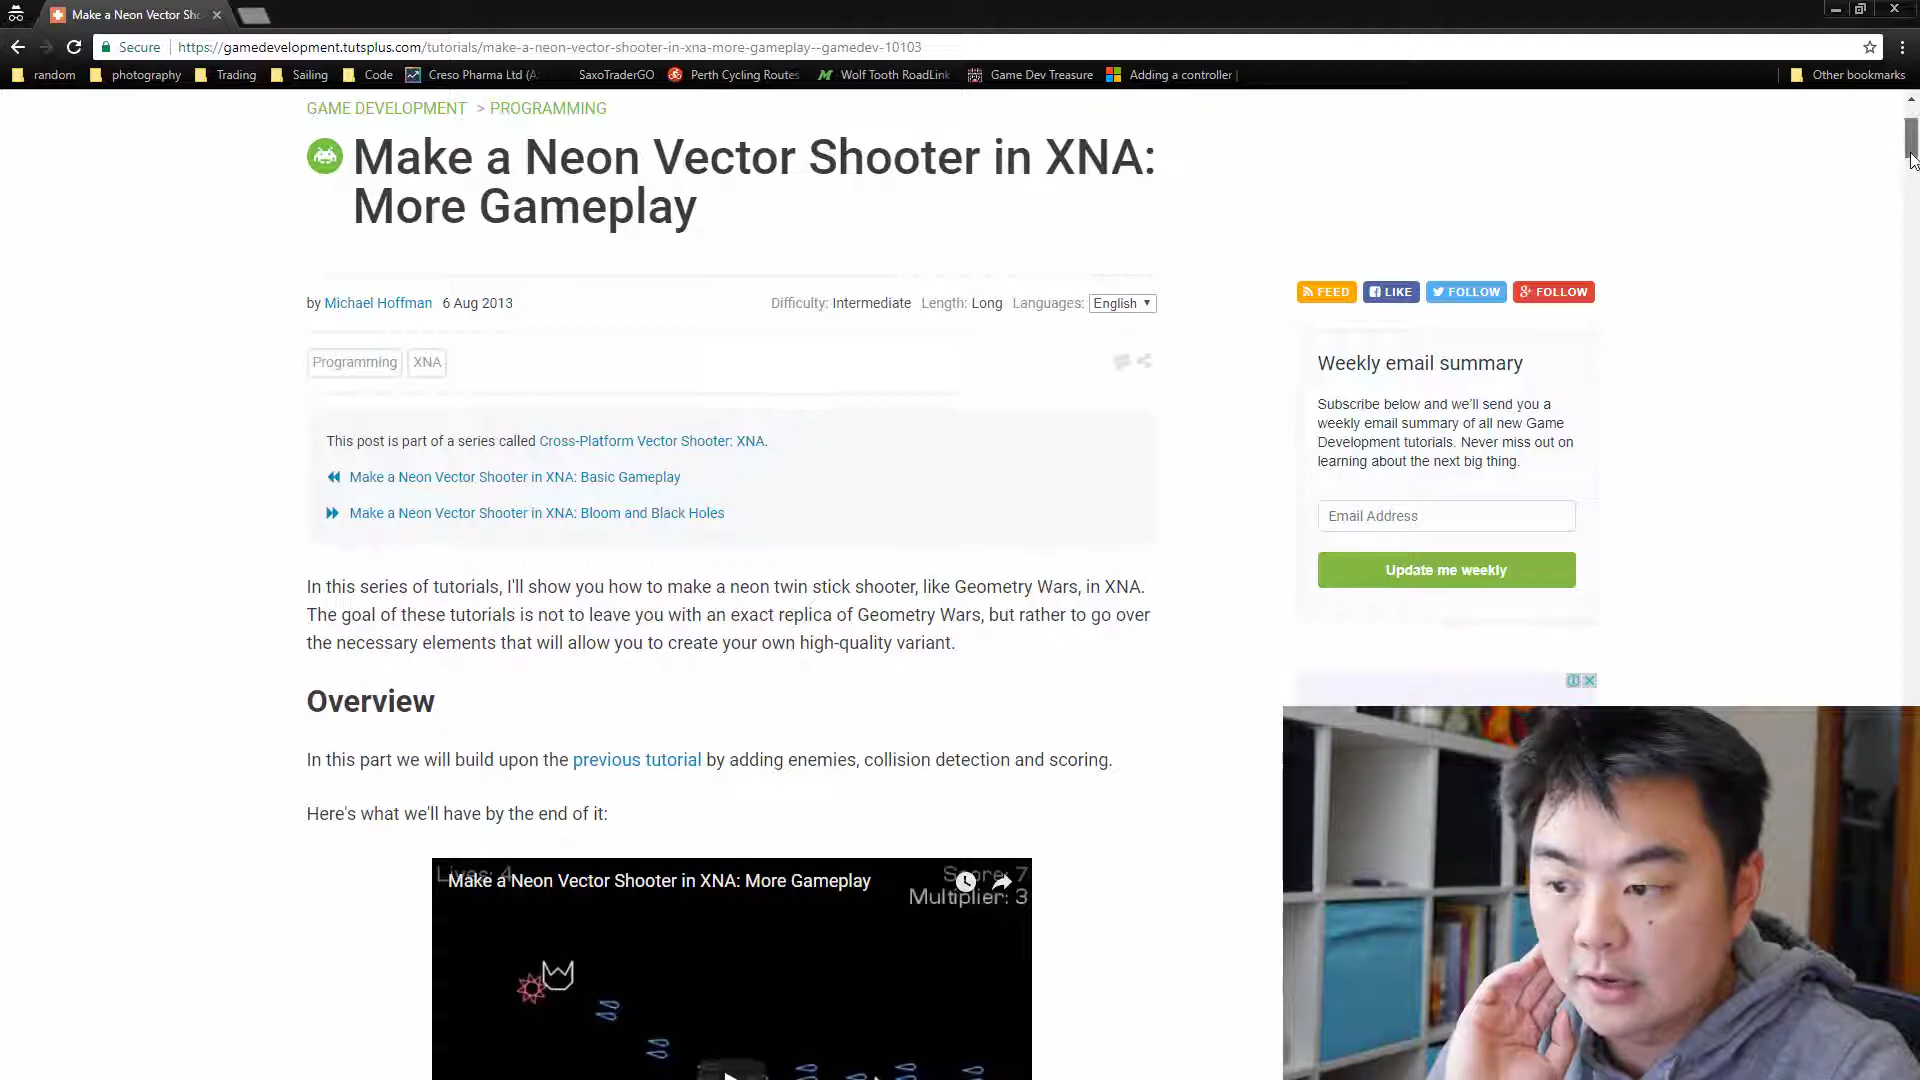 Make a Neon Vector Sho
Secure
https://gamedevelopment.tutsplus.com/tutorials/make-a-neon-vector-shooter-in-xna-more-gameplay--gamedev-10103
random photography Trading Sailing Code Creso Pharma Ltd (A SaxoTraderGO Perth Cycling Routes Wolf Tooth RoadLink Game Dev Treasure Adding a controller Other bookmarks
GAME DEVELOPMENT > PROGRAMMING
Make a Neon Vector Shooter in XNA:
More Gameplay
by Michael Hoffman 6 Aug 2013
Difficulty: Intermediate Length: Long Languages: English
Programming XNA
This post is part of a series called Cross-Platform Vector Shooter: XNA.
Make a Neon Vector Shooter in XNA: Basic Gameplay
Make a Neon Vector Shooter in XNA: Bloom and Black Holes
In this series of tutorials, I'll show you how to make a neon twin stick shooter, like Geometry Wars, in XNA.
The goal of these tutorials is not to leave you with an exact replica of Geometry Wars, but rather to go over
the necessary elements that will allow you to create your own high-quality variant.
Overview
In this part we will build upon the previous tutorial by adding enemies, collision detection and scoring.
Here's what we'll have by the end of it:
Lives: 4
Make a Neon Vector Shooter in XNA: More Gameplay
Score: 7
Multiplier: 3
FEED LIKE FOLLOW FOLLOW
Weekly email summary
Subscribe below and we'll send you a
weekly email summary of all new Game
Development tutorials. Never miss out on
learning about the next big thing.
Email Address
Update me weekly